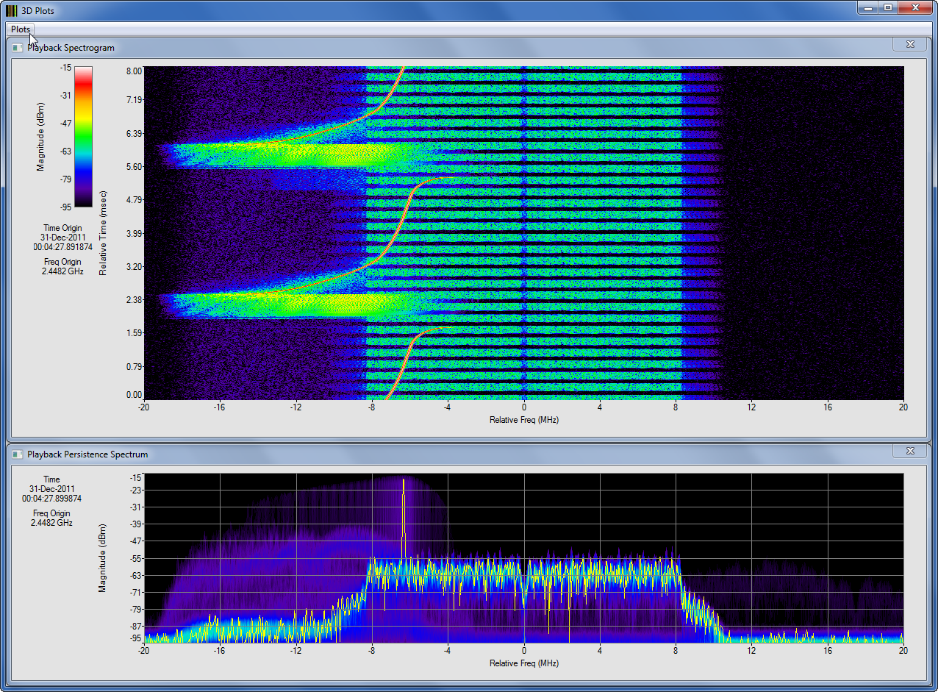 3D Plots
Plots
Playback Spectrogram
-15
-31
-47
-63
-79
-95
Magnitude (dBm)
Time Origin
31-Dec-2011
00:04:27.891874
Freq Origin
2.4482 GHz
Relative Time (msec)
8.00
7.19
6.39
5.60
4.79
3.99
3.20
2.38
1.59
0.79
0.00
-20 -16 -12 -8 -4 0 4 8 12 16 20
Relative Freq (MHz)
Playback Persistence Spectrum
Time
31-Dec-2011
00:04:27.899874
Freq Origin
2.4482 GHz
Magnitude (dBm)
-15
-23
-31
-39
-47
-55
-63
-71
-79
-87
-95
-20 -16 -12 -8 -4 0 4 8 12 16 20
Relative Freq (MHz)